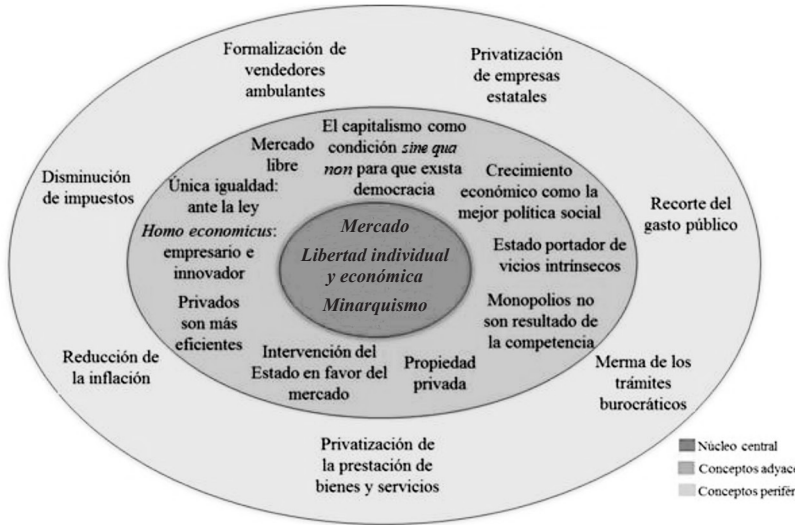 Formalización de
vendedores
ambulantes
Privatización
de empresas
estatales
Disminución
de impuestos
Recorte del
gasto público
Reducción de
la inflación
Merma de los
trámites
burocráticos
Privatización de
la prestación de
bienes y servicios
Mercado
libre
El capitalismo como
condición sine qua
non para que exista
democracia
Única igualdad:
ante la ley
Crecimiento
económico como la
mejor política social
Homo economicus:
empresario e
innovador
Estado portador de
vicios intrínsecos
Privados
son más
eficientes
Monopolios no
son resultado de
la competencia
Intervención del
Estado en favor del
mercado
Propiedad
privada
Mercado
Libertad individual
y económica
Minarquismo
Núcleo central
Conceptos adyac
Conceptos perifér